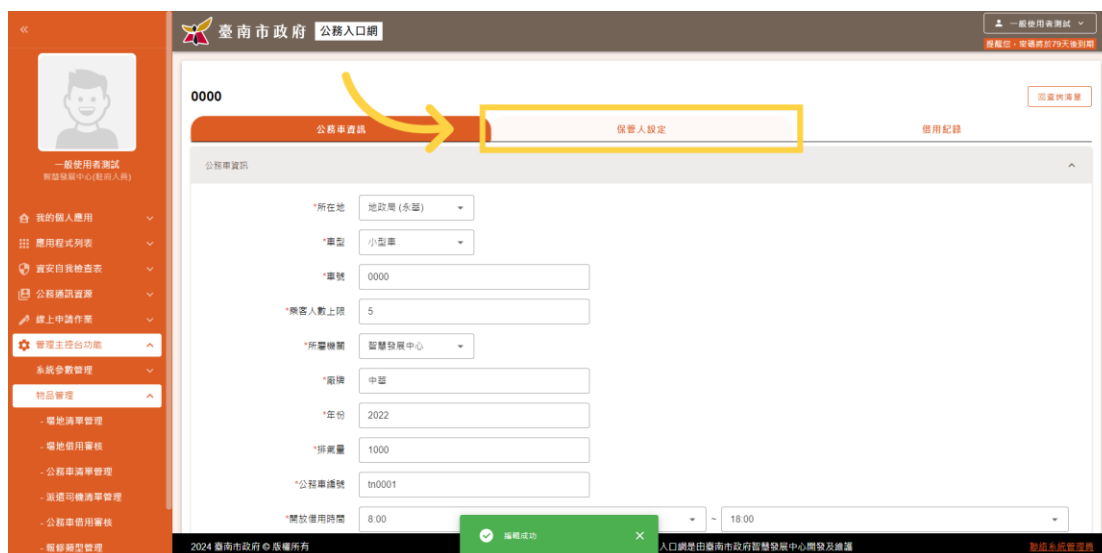 臺南市政府 公務入口網
一般使用者測試
提醒您，密碼將於79天後到期
0000
回查詢清單
公務車資訊
保管人設定
借用紀錄
一般使用者測試
智慧發展中心(駐府人員)
我的個人應用
應用程式列表
資安自我檢查表
公務通訊資源
線上申請作業
管理主控台功能
系統參數管理
物品管理
- 場地清單管理
- 場地借用審核
- 公務車清單管理
- 派遣司機清單管理
- 公務車借用審核
- 報修類型管理
公務車資訊
*所在地 地政局 (永華)
*車型 小型車
*車號 0000
*乘客人數上限 5
*所屬機關 智慧發展中心
*廠牌 中華
*年份 2022
*排氣量 1000
*公務車編號 tn0001
*開放借用時間 8:00 ~ 18:00
編輯成功
2024 臺南市政府 © 版權所有
入口網是由臺南市政府智慧發展中心開發及維護
聯絡系統管理員